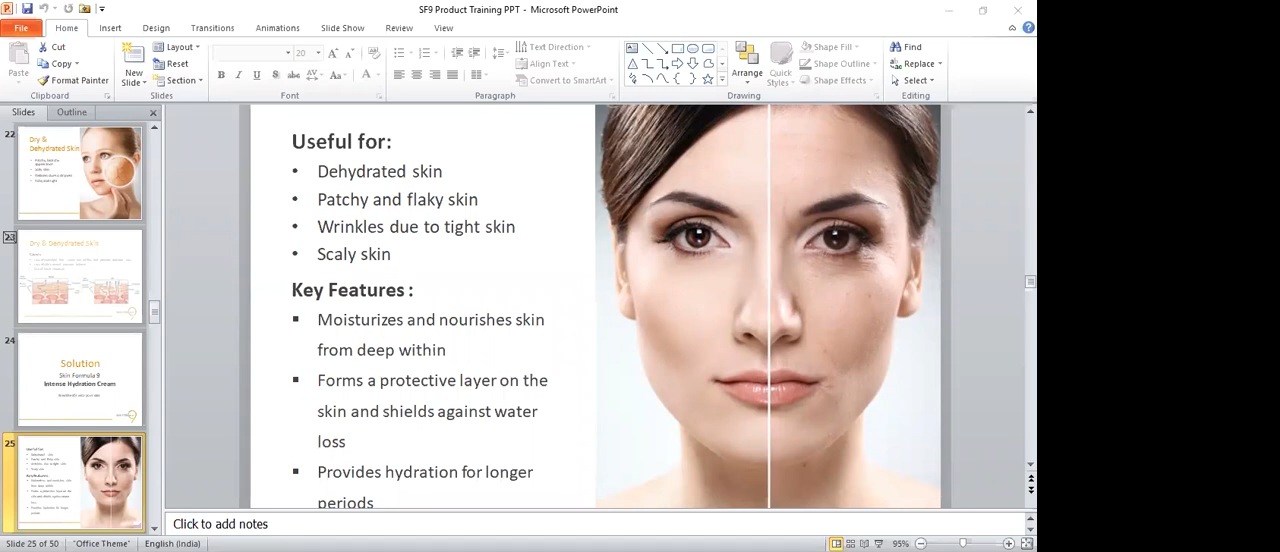 SF9 Product Training PPT - Microsoft PowerPoint
File
Home
Insert
Design
Transitions
Animations
Slide Show
Review
View
Paste
Cut
Copy
Format Painter
Clipboard
New
Slide
Layout
Reset
Section
Slides
20
Font
Paragraph
Text Direction
Align Text
Convert to SmartArt
Arrange
Quick
Styles
Shape Fill
Shape Outline
Shape Effects
Drawing
Find
Replace
Select
Editing
Slides
Outline
22
Dry &
Dehydrated Skin
23
Dry & Dehydrated Skin
24
Solution
Skin Formula 9
Intense Hydration Cream
25
Useful for:
• Dehydrated skin
• Patchy and flaky skin
• Wrinkles due to tight skin
• Scaly skin
Key Features :
▪ Moisturizes and nourishes skin
from deep within
▪ Forms a protective layer on the
skin and shields against water
loss
▪ Provides hydration for longer
periods
Click to add notes
Slide 25 of 50
"Office Theme"
English (India)
95%